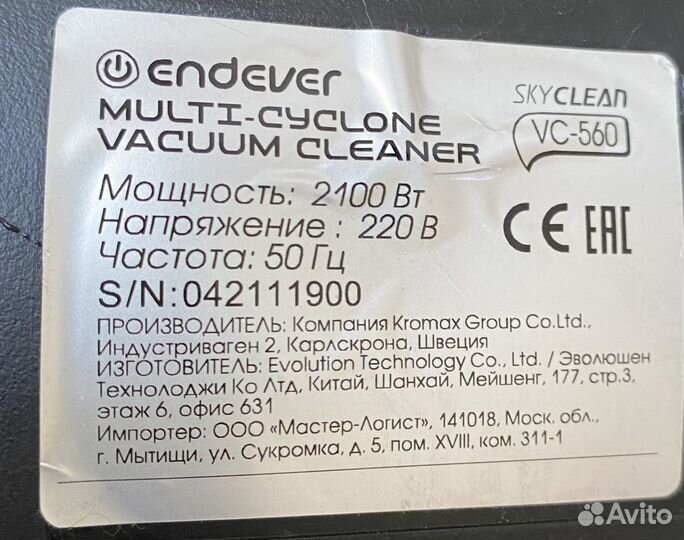 endever
SKYCLEAN
MULTI-CYCLONE
VACUUM CLEANER
VC-560
Мощность: 2100 Вт
Напряжение : 220 В
Частота: 50 Гц
CE EAC
S/N:042111900
ПРОИЗВОДИТЕЛЬ: Компания Kromax Group Co.Ltd.,
Индустриваген 2, Карлскрона, Швеция
ИЗГОТОВИТЕЛЬ: Evolution Technology Co., Ltd. / Эволюшен
Технолоджи Ко Лтд, Китай, Шанхай, Мейшенг, 177, стр.3,
этаж 6, офис 631
Импортер: ООО «Мастер-Логист», 141018, Моск. обл.,
г. Мытищи, ул. Сукромка, д. 5, пом. XVIII, ком. 311-1
Avito